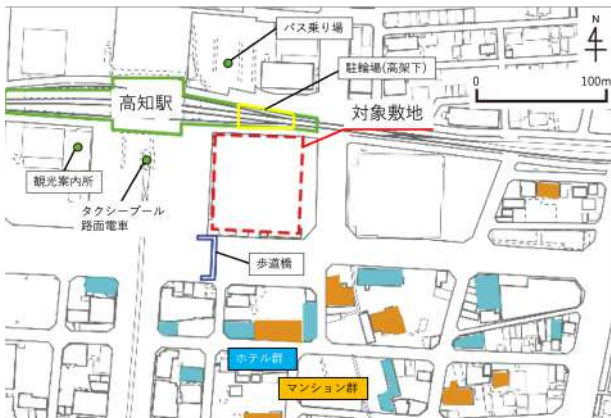 バス乗り場
N
駐輪場(高架下)
0 100m
高知駅
対象敷地
観光案内所
タクシープール
路面電車
歩道橋
ホテル群
マンション群